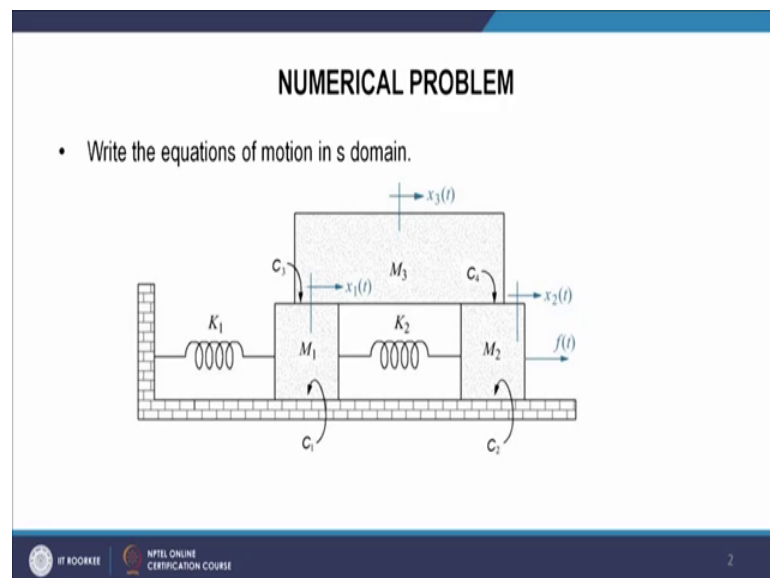 NUMERICAL PROBLEM
• Write the equations of motion in s domain.
x₃(t)
C₃
M₃
C₄
x₁(t)
x₂(t)
K₁
K₂
M₁
M₂
f(t)
C₁
C₂
IIT ROORKEE
NPTEL ONLINE
CERTIFICATION COURSE
2